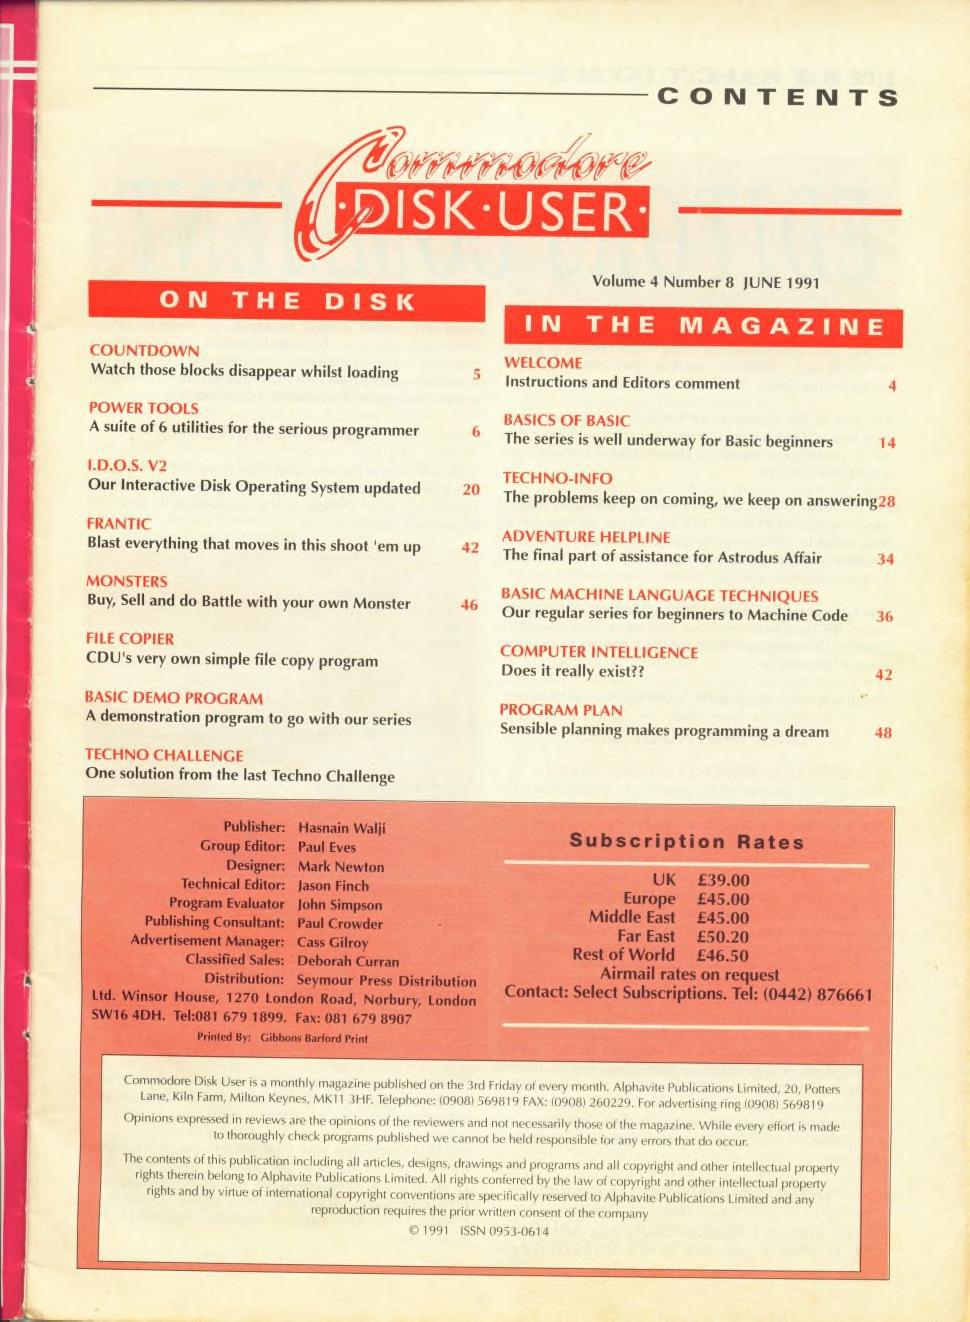 CONTENTS
Commodore
·DISK·USER·
Volume 4 Number 8 JUNE 1991
ON THE DISK
COUNTDOWN
Watch those blocks disappear whilst loading 5
POWER TOOLS
A suite of 6 utilities for the serious programmer 6
I.D.O.S. V2
Our Interactive Disk Operating System updated 20
FRANTIC
Blast everything that moves in this shoot 'em up 42
MONSTERS
Buy, Sell and do Battle with your own Monster 46
FILE COPIER
CDU's very own simple file copy program
BASIC DEMO PROGRAM
A demonstration program to go with our series
TECHNO CHALLENGE
One solution from the last Techno Challenge
IN THE MAGAZINE
WELCOME
Instructions and Editors comment 4
BASICS OF BASIC
The series is well underway for Basic beginners 14
TECHNO-INFO
The problems keep on coming, we keep on answering28
ADVENTURE HELPLINE
The final part of assistance for Astrodus Affair 34
BASIC MACHINE LANGUAGE TECHNIQUES
Our regular series for beginners to Machine Code 36
COMPUTER INTELLIGENCE
Does it really exist?? 42
PROGRAM PLAN
Sensible planning makes programming a dream 48
Publisher: Hasnain Walji
Group Editor: Paul Eves
Designer: Mark Newton
Technical Editor: Jason Finch
Program Evaluator John Simpson
Publishing Consultant: Paul Crowder
Advertisement Manager: Cass Gilroy
Classified Sales: Deborah Curran
Distribution: Seymour Press Distribution
Ltd. Winsor House, 1270 London Road, Norbury, London
SW16 4DH. Tel:081 679 1899. Fax: 081 679 8907
Printed By: Gibbons Barford Print
Subscription Rates
UK £39.00
Europe £45.00
Middle East £45.00
Far East £50.20
Rest of World £46.50
Airmail rates on request
Contact: Select Subscriptions. Tel: (0442) 876661
Commodore Disk User is a monthly magazine published on the 3rd Friday of every month. Alphavite Publications Limited, 20, Potters
Lane, Kiln Farm, Milton Keynes, MK11 3HF. Telephone: (0908) 569819 FAX: (0908) 260229. For advertising ring (0908) 569819
Opinions expressed in reviews are the opinions of the reviewers and not necessarily those of the magazine. While every effort is made
to thoroughly check programs published we cannot be held responsible for any errors that do occur.
The contents of this publication including all articles, designs, drawings and programs and all copyright and other intellectual property
rights therein belong to Alphavite Publications Limited. All rights conferred by the law of copyright and other intellectual property
rights and by virtue of international copyright conventions are specifically reserved to Alphavite Publications Limited and any
reproduction requires the prior written consent of the company
© 1991 ISSN 0953-0614